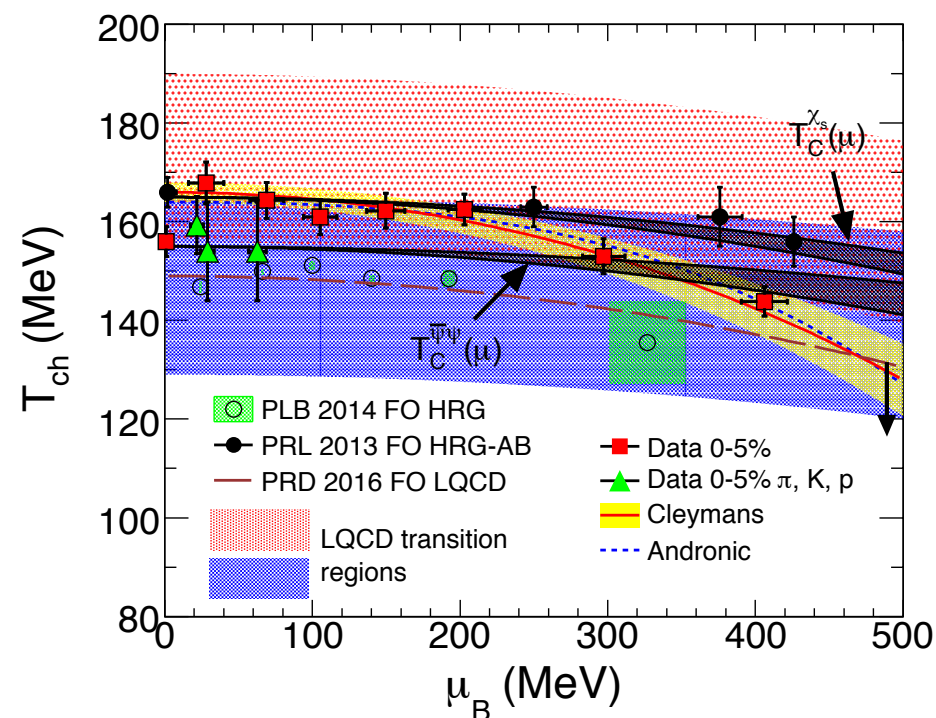 200
180
160
140
120
100
80
0
100
200
300
400
500
T_ch (MeV)
μ_B (MeV)
T_C^χs(μ)
T_C^ψ̅ψ(μ)
PLB 2014 FO HRG
PRL 2013 FO HRG-AB
PRD 2016 FO LQCD
LQCD transition
regions
Data 0-5%
Data 0-5% π, K, p
Cleymans
Andronic